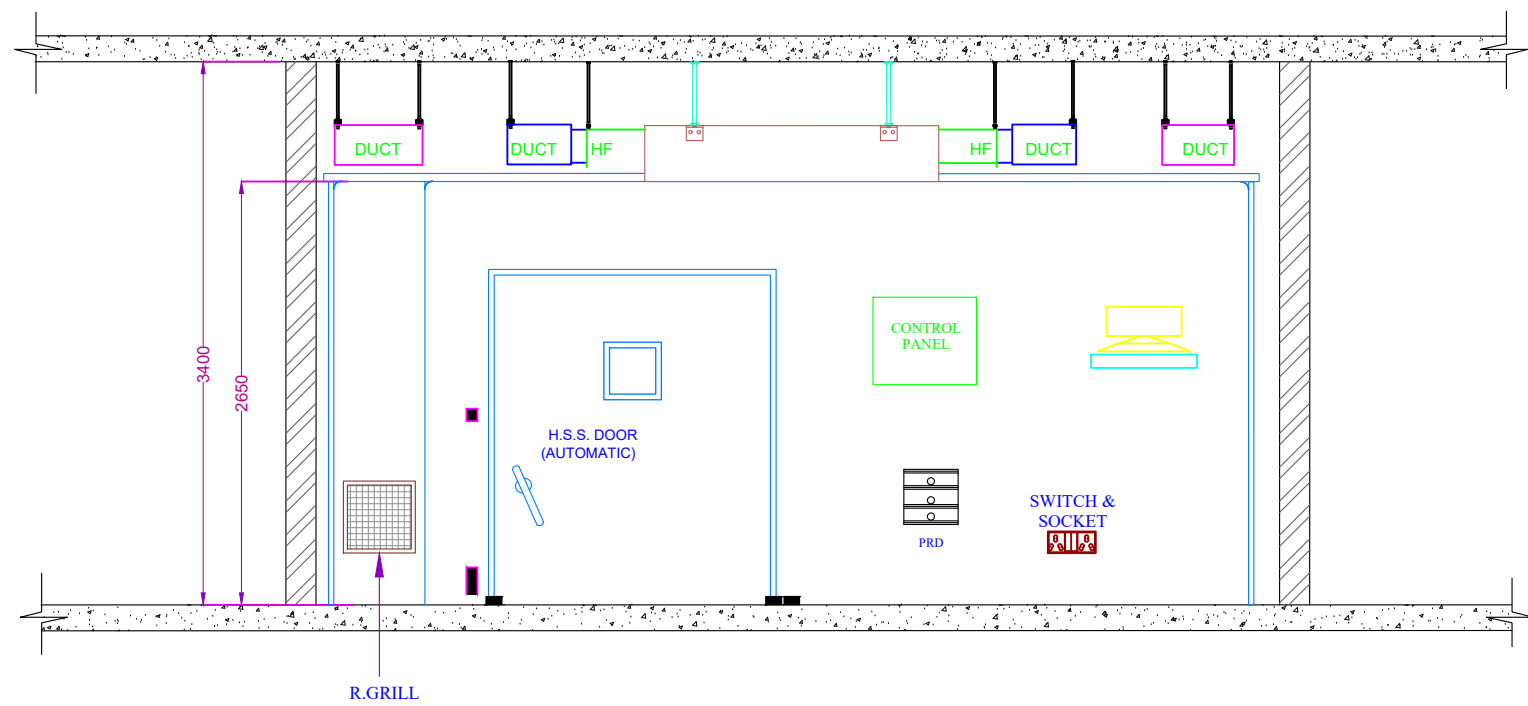 DUCT
DUCT
HF
HF
DUCT
DUCT
3400
2650
CONTROL
PANEL
H.S.S. DOOR
(AUTOMATIC)
SWITCH &
SOCKET
PRD
R.GRILL